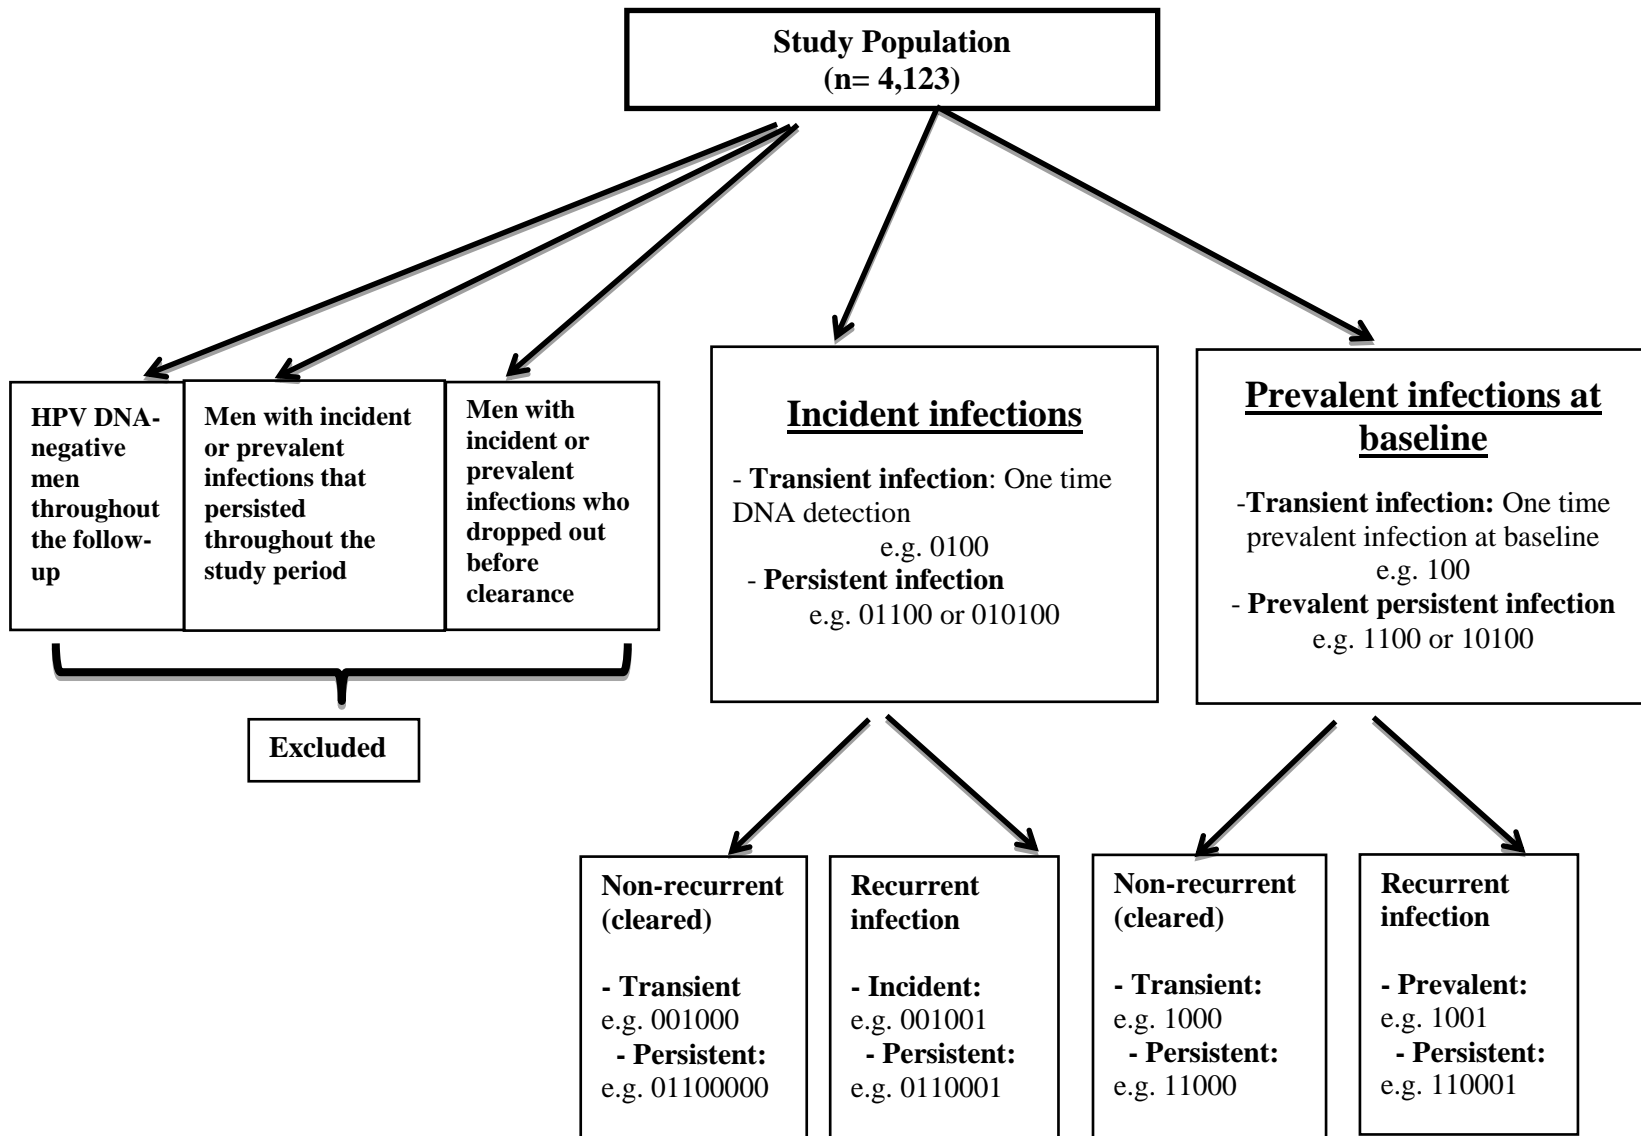 Study Population
(n= 4,123)
HPV DNA-
negative
men
throughout
the follow-
up
Men with incident
or prevalent
infections that
persisted
throughout the
study period
Men with
incident or
prevalent
infections who
dropped out
before
clearance
Excluded
Incident infections
- Transient infection: One time
DNA detection
e.g. 0100
- Persistent infection
e.g. 01100 or 010100
Prevalent infections at
baseline
-Transient infection: One time
prevalent infection at baseline
e.g. 100
- Prevalent persistent infection
e.g. 1100 or 10100
Non-recurrent
(cleared)
- Transient
e.g. 001000
- Persistent:
e.g. 01100000
Recurrent
infection
- Incident:
e.g. 001001
- Persistent:
e.g. 0110001
Non-recurrent
(cleared)
- Transient:
e.g. 1000
- Persistent:
e.g. 11000
Recurrent
infection
- Prevalent:
e.g. 1001
- Persistent:
e.g. 110001